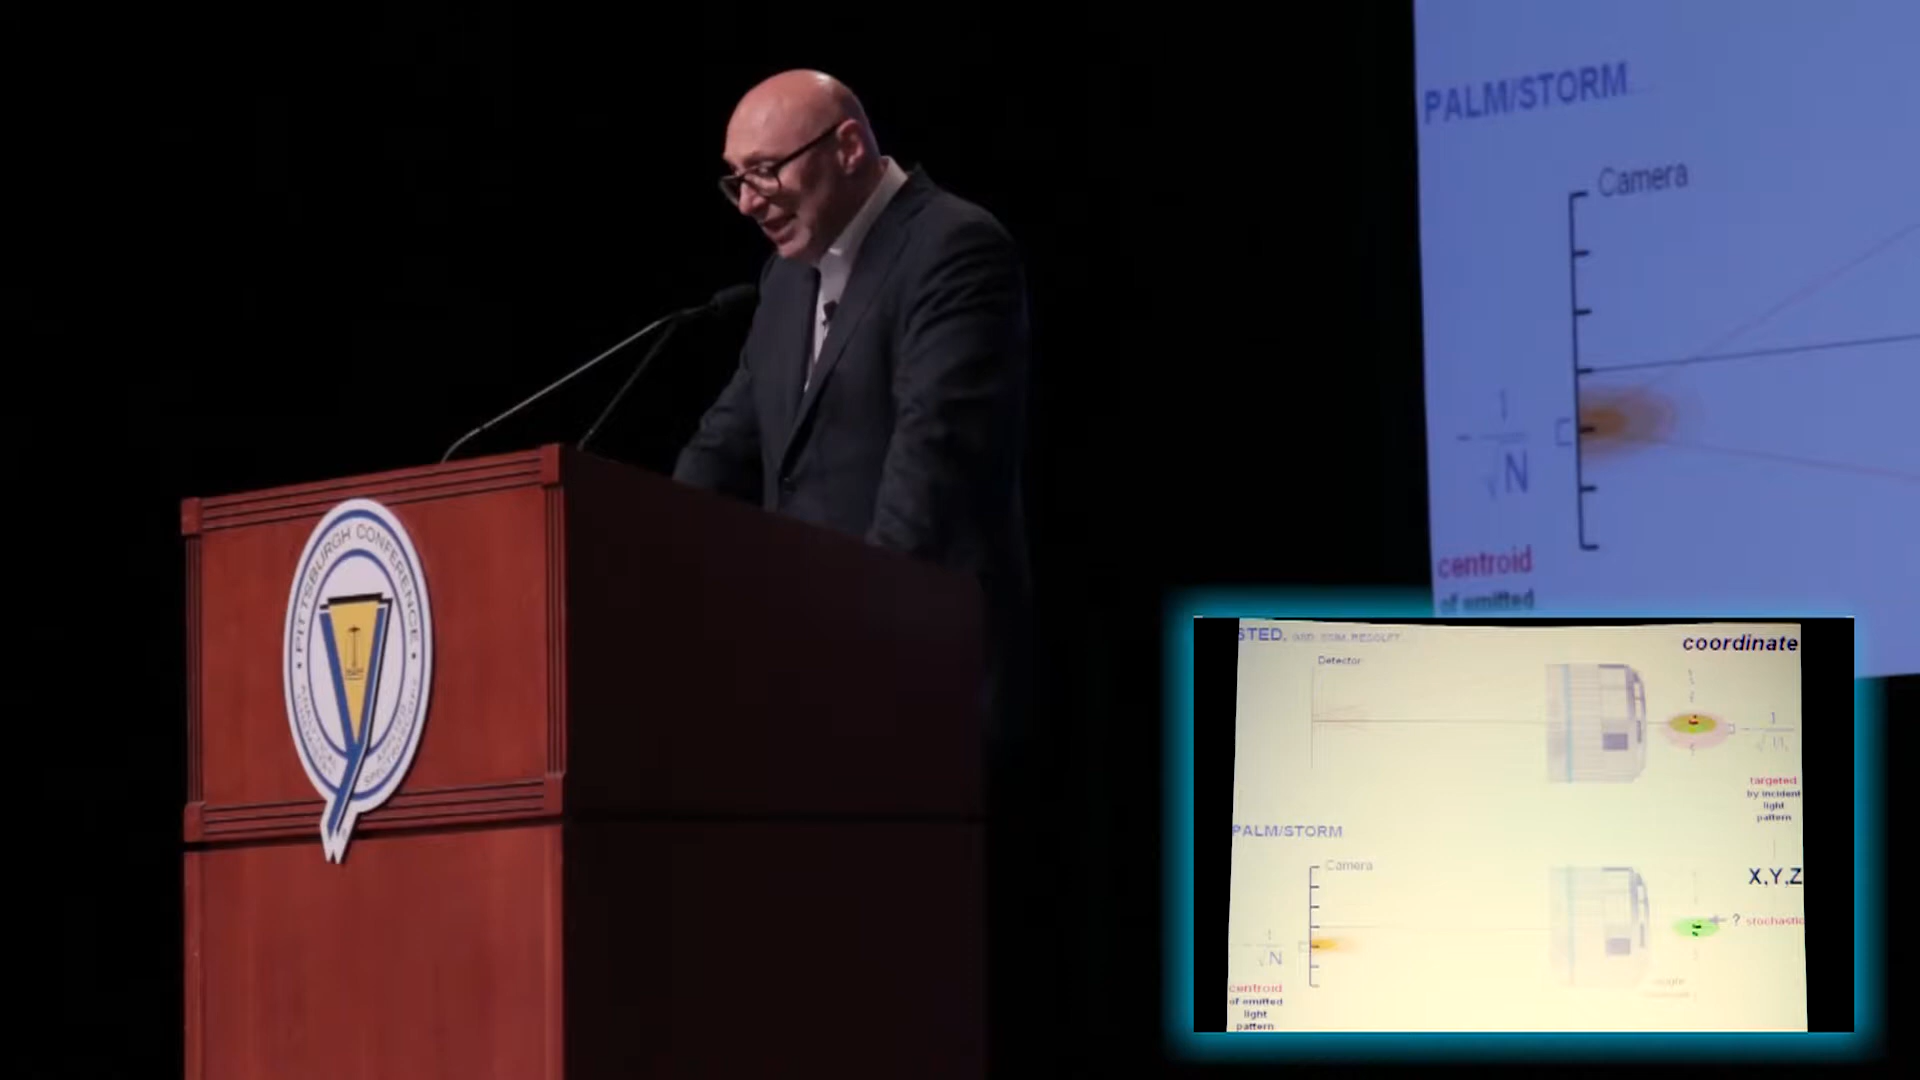 PITTSBURGH CONFERENCE
PALM/STORM
Camera
1
√N
centroid
of emitted
STED,
coordinate
Detector
1
targeted
by incident
light
pattern
PALM/STORM
Camera
X,Y,Z
? stochastic
1
√N
centroid
of emitted
light
pattern